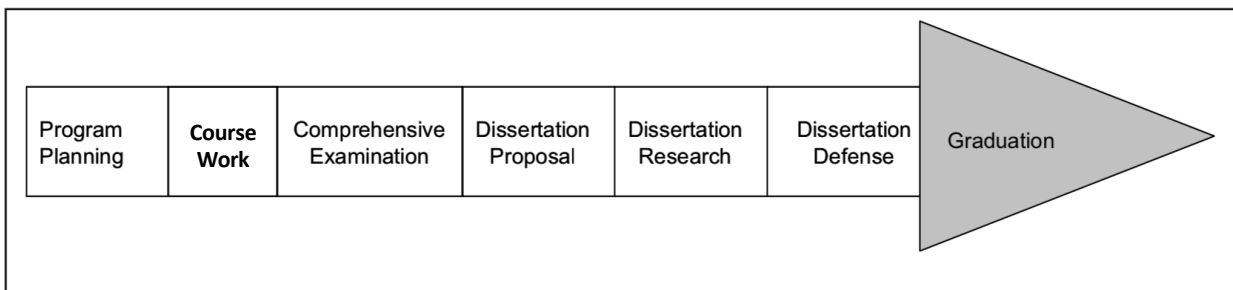 Program
Planning
Course
Work
Comprehensive
Examination
Dissertation
Proposal
Dissertation
Research
Dissertation
Defense
Graduation